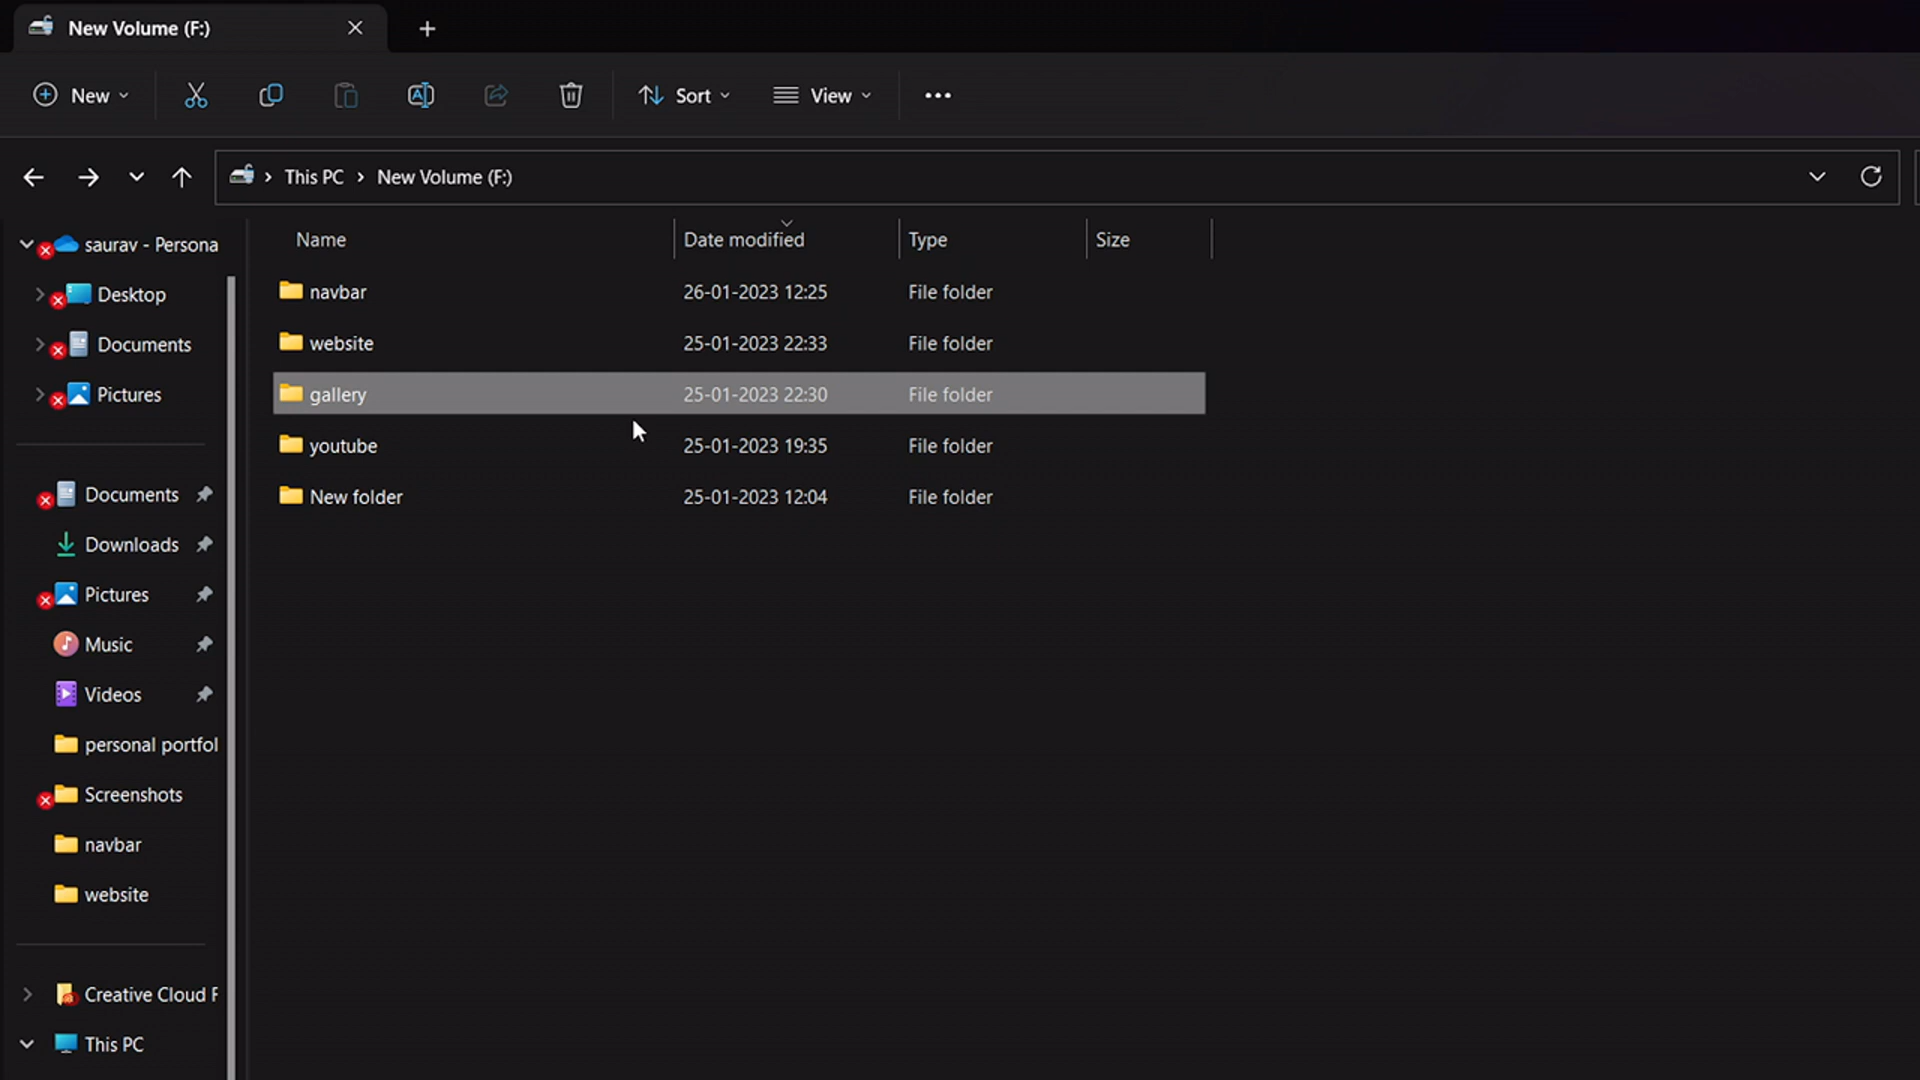 New Volume (F:)
New
Sort
View
This PC
New Volume (F:)
saurav - Persona
Desktop
Documents
Pictures
Documents
Downloads
Pictures
Music
Videos
personal portfol
Screenshots
navbar
website
Creative Cloud F
This PC
Name Date modified Type Size
navbar 26-01-2023 12:25 File folder
website 25-01-2023 22:33 File folder
gallery 25-01-2023 22:30 File folder
youtube 25-01-2023 19:35 File folder
New folder 25-01-2023 12:04 File folder